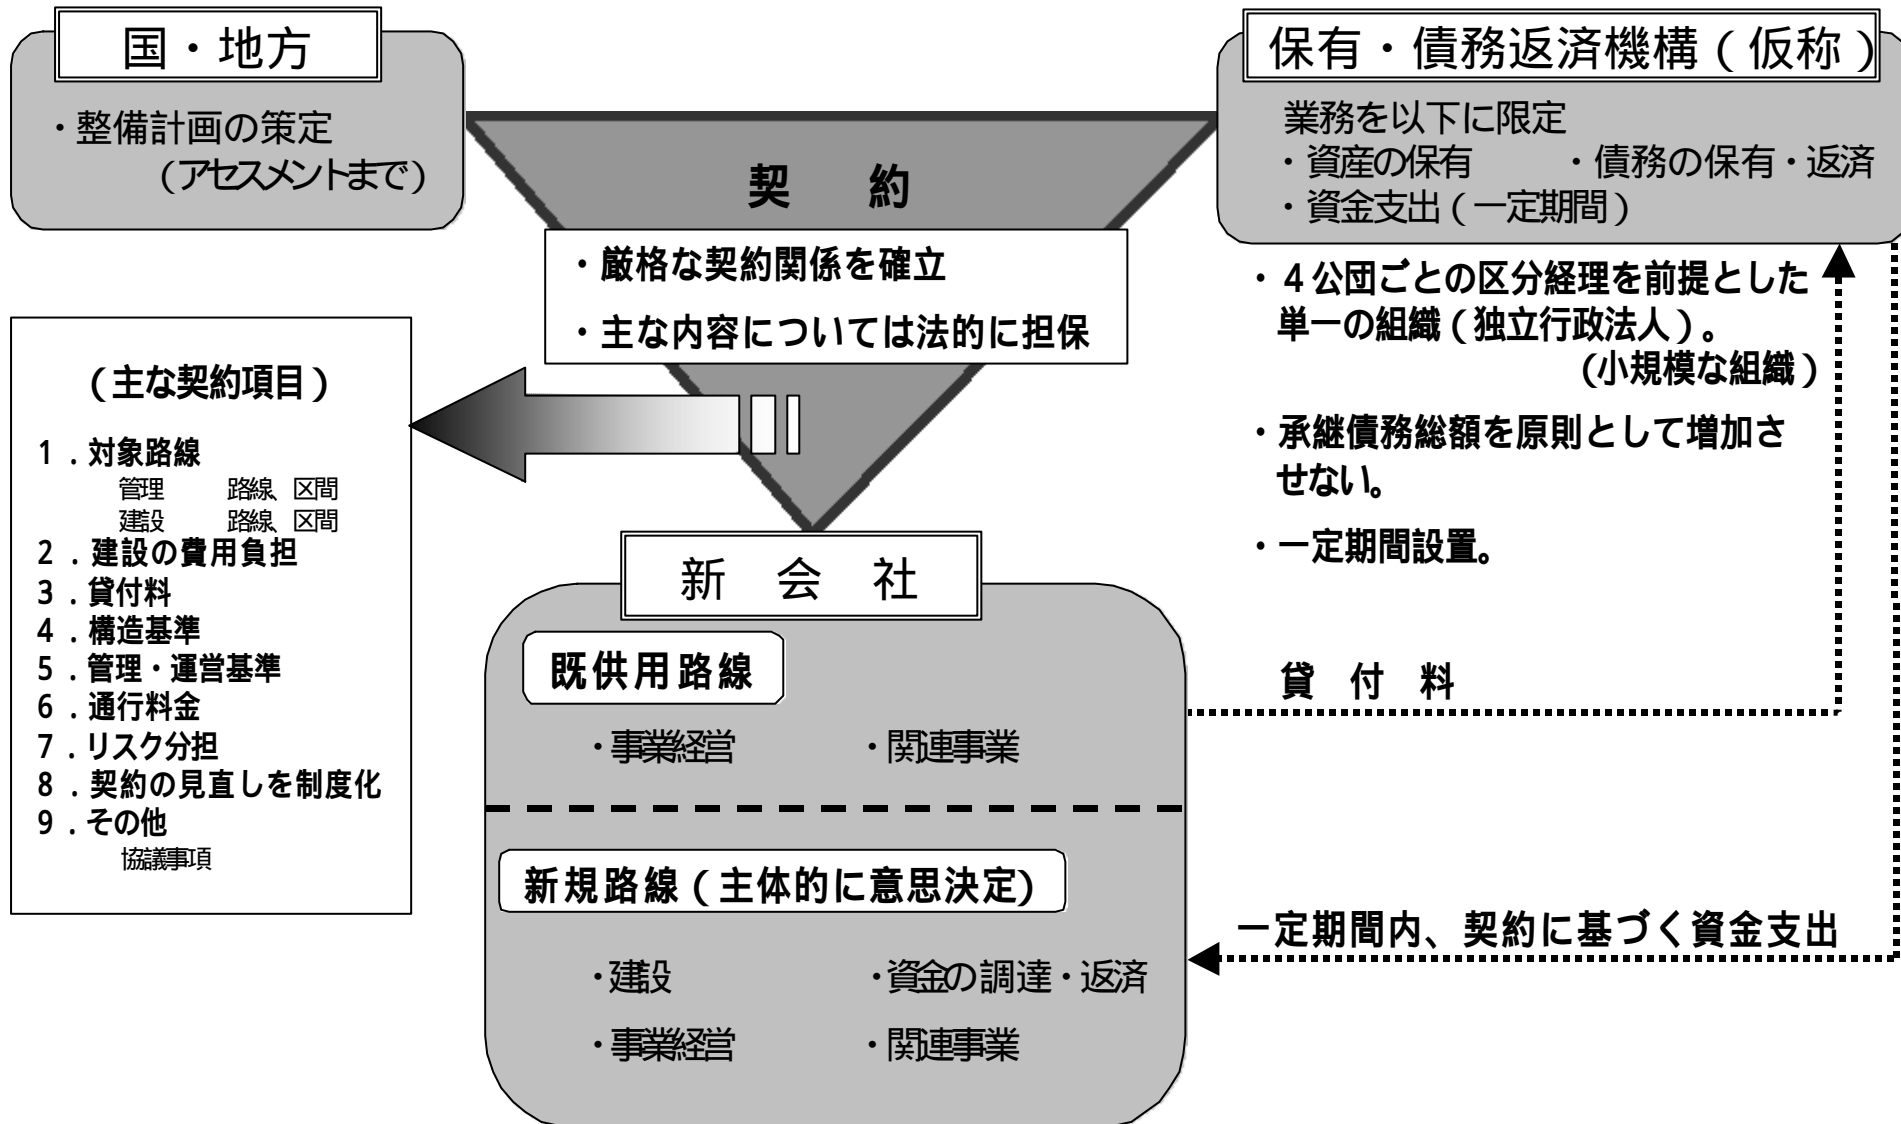 国・地方
・整備計画の策定
(アセスメントまで)
契　約
・厳格な契約関係を確立
・主な内容については法的に担保
保有・債務返済機構(仮称)
業務を以下に限定
・資産の保有　　・債務の保有・返済
・資金支出(一定期間)
・4公団ごとの区分経理を前提とした
単一の組織(独立行政法人)。
(小規模な組織)
・承継債務総額を原則として増加さ
せない。
・一定期間設置。
(主な契約項目)
1.対象路線
管理　　路線、区間
建設　　路線、区間
2.建設の費用負担
3.貸付料
4.構造基準
5.管理・運営基準
6.通行料金
7.リスク分担
8.契約の見直しを制度化
9.その他
協議事項
新　会　社
既供用路線
・事業経営　　・関連事業
新規路線(主体的に意思決定)
・建設　　・資金の調達・返済
・事業経営　　・関連事業
貸　付　料
一定期間内、契約に基づく資金支出